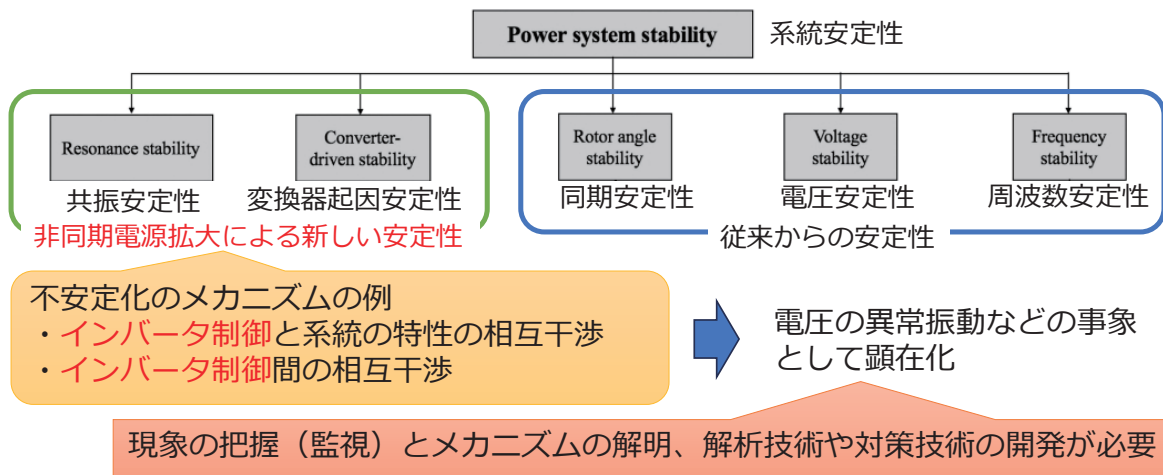 Power system stability
系統安定性
Resonance stability
Converter-
driven stability
Rotor angle
stability
Voltage
stability
Frequency
stability
共振安定性
変換器起因安定性
同期安定性
電圧安定性
周波数安定性
非同期電源拡大による新しい安定性
従来からの安定性
不安定化のメカニズムの例
・インバータ制御と系統の特性の相互干渉
・インバータ制御間の相互干渉
電圧の異常振動などの事象
として顕在化
現象の把握（監視）とメカニズムの解明、解析技術や対策技術の開発が必要